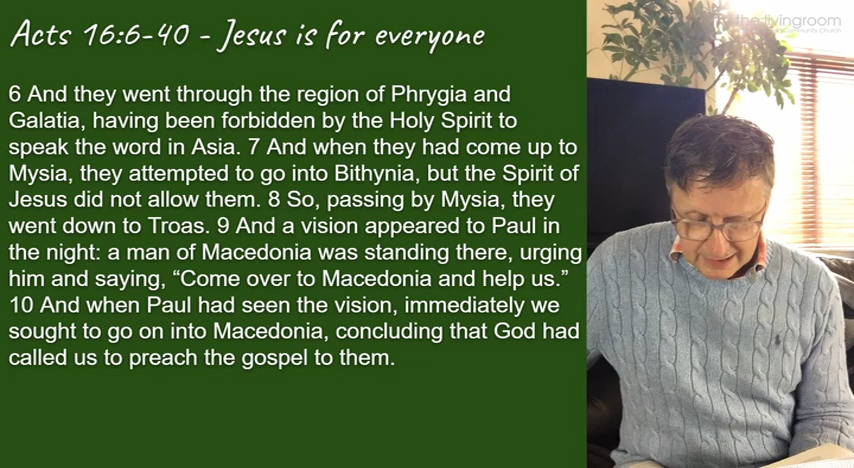 Acts 16:6-40 - Jesus is for everyone
6 And they went through the region of Phrygia and
Galatia, having been forbidden by the Holy Spirit to
speak the word in Asia. 7 And when they had come up to
Mysia, they attempted to go into Bithynia, but the Spirit of
Jesus did not allow them. 8 So, passing by Mysia, they
went down to Troas. 9 And a vision appeared to Paul in
the night: a man of Macedonia was standing there, urging
him and saying, “Come over to Macedonia and help us.”
10 And when Paul had seen the vision, immediately we
sought to go on into Macedonia, concluding that God had
called us to preach the gospel to them.
the livingroom
Community Church